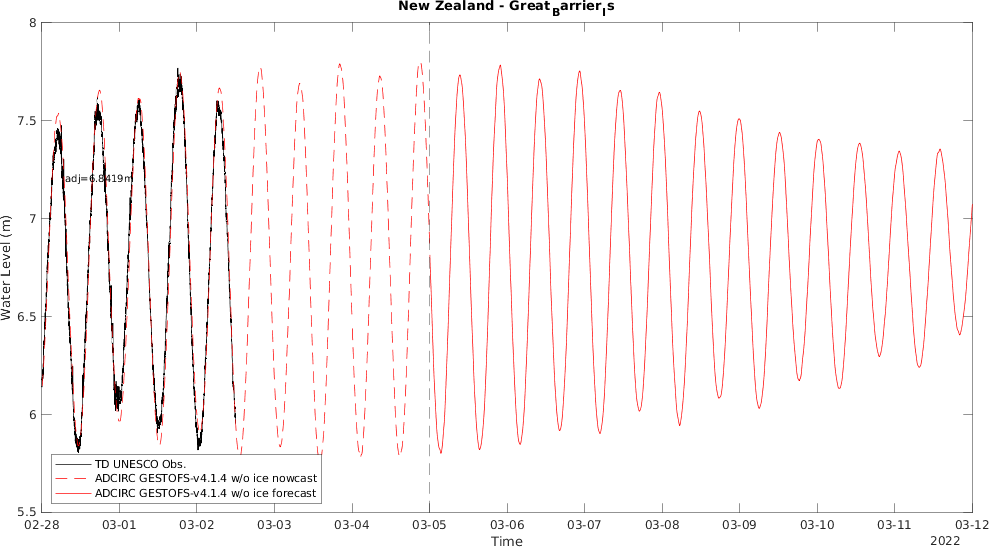 New Zealand - Great_Barrier_Is
8
7.5
7
6.5
6
5.5
Water Level (m)
adj=6.8419m
TD UNESCO Obs.
ADCIRC GESTOFS-v4.1.4 w/o ice nowcast
ADCIRC GESTOFS-v4.1.4 w/o ice forecast
02-28 03-01 03-02 03-03 03-04 03-05 03-06 03-07 03-08 03-09 03-10 03-11 03-12
Time
2022